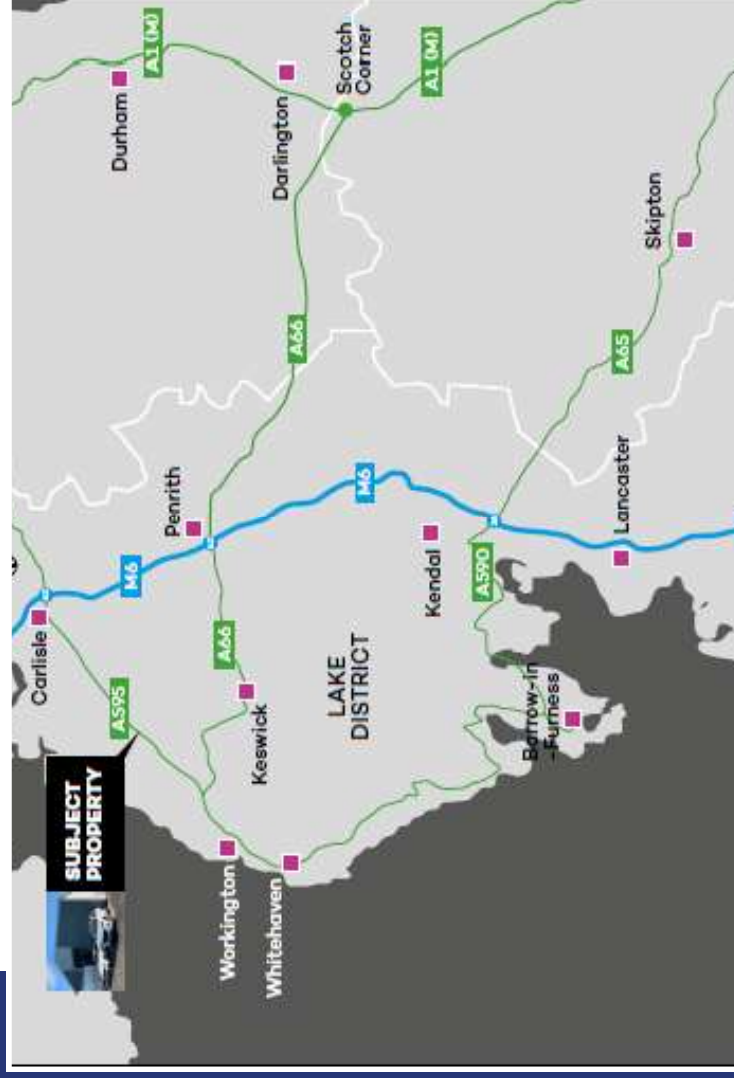 Carlisle
SUBJECT
PROPERTY
A595
M6
Durham
A1 (M)
Penrith
Workington
A66
Keswick
Whitehaven
Darlington
A66
LAKE
DISTRICT
M6
Scotch
Corner
Kendal
A1 (M)
A590
Barrow-in
-Furness
Lancaster
A65
Skipton